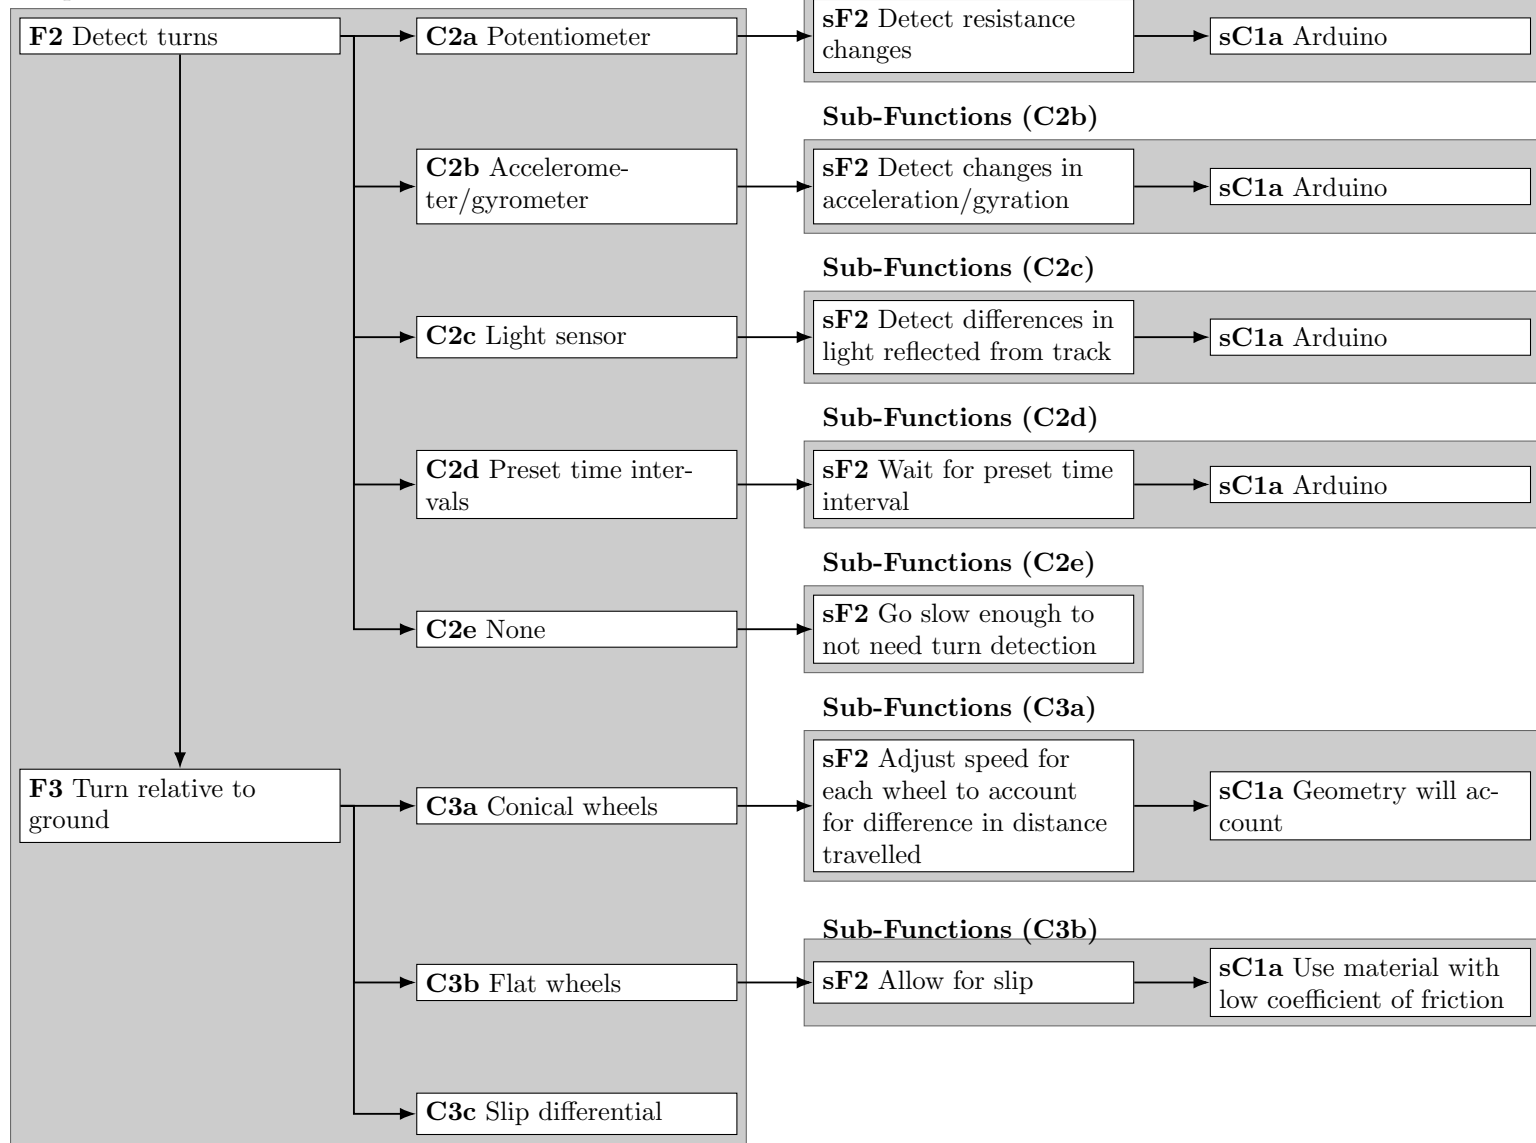 F2 Detect turns
C2a Potentiometer
sF2 Detect resistance
changes
sC1a Arduino
Sub-Functions (C2b)
C2b Accelerome-
ter/gyrometer
sF2 Detect changes in
acceleration/gyration
sC1a Arduino
Sub-Functions (C2c)
C2c Light sensor
sF2 Detect differences in
light reflected from track
sC1a Arduino
Sub-Functions (C2d)
C2d Preset time inter-
vals
sF2 Wait for preset time
interval
sC1a Arduino
Sub-Functions (C2e)
C2e None
sF2 Go slow enough to
not need turn detection
Sub-Functions (C3a)
F3 Turn relative to
ground
C3a Conical wheels
sF2 Adjust speed for
each wheel to account
for difference in distance
travelled
sC1a Geometry will ac-
count
Sub-Functions (C3b)
C3b Flat wheels
sF2 Allow for slip
sC1a Use material with
low coefficient of friction
C3c Slip differential